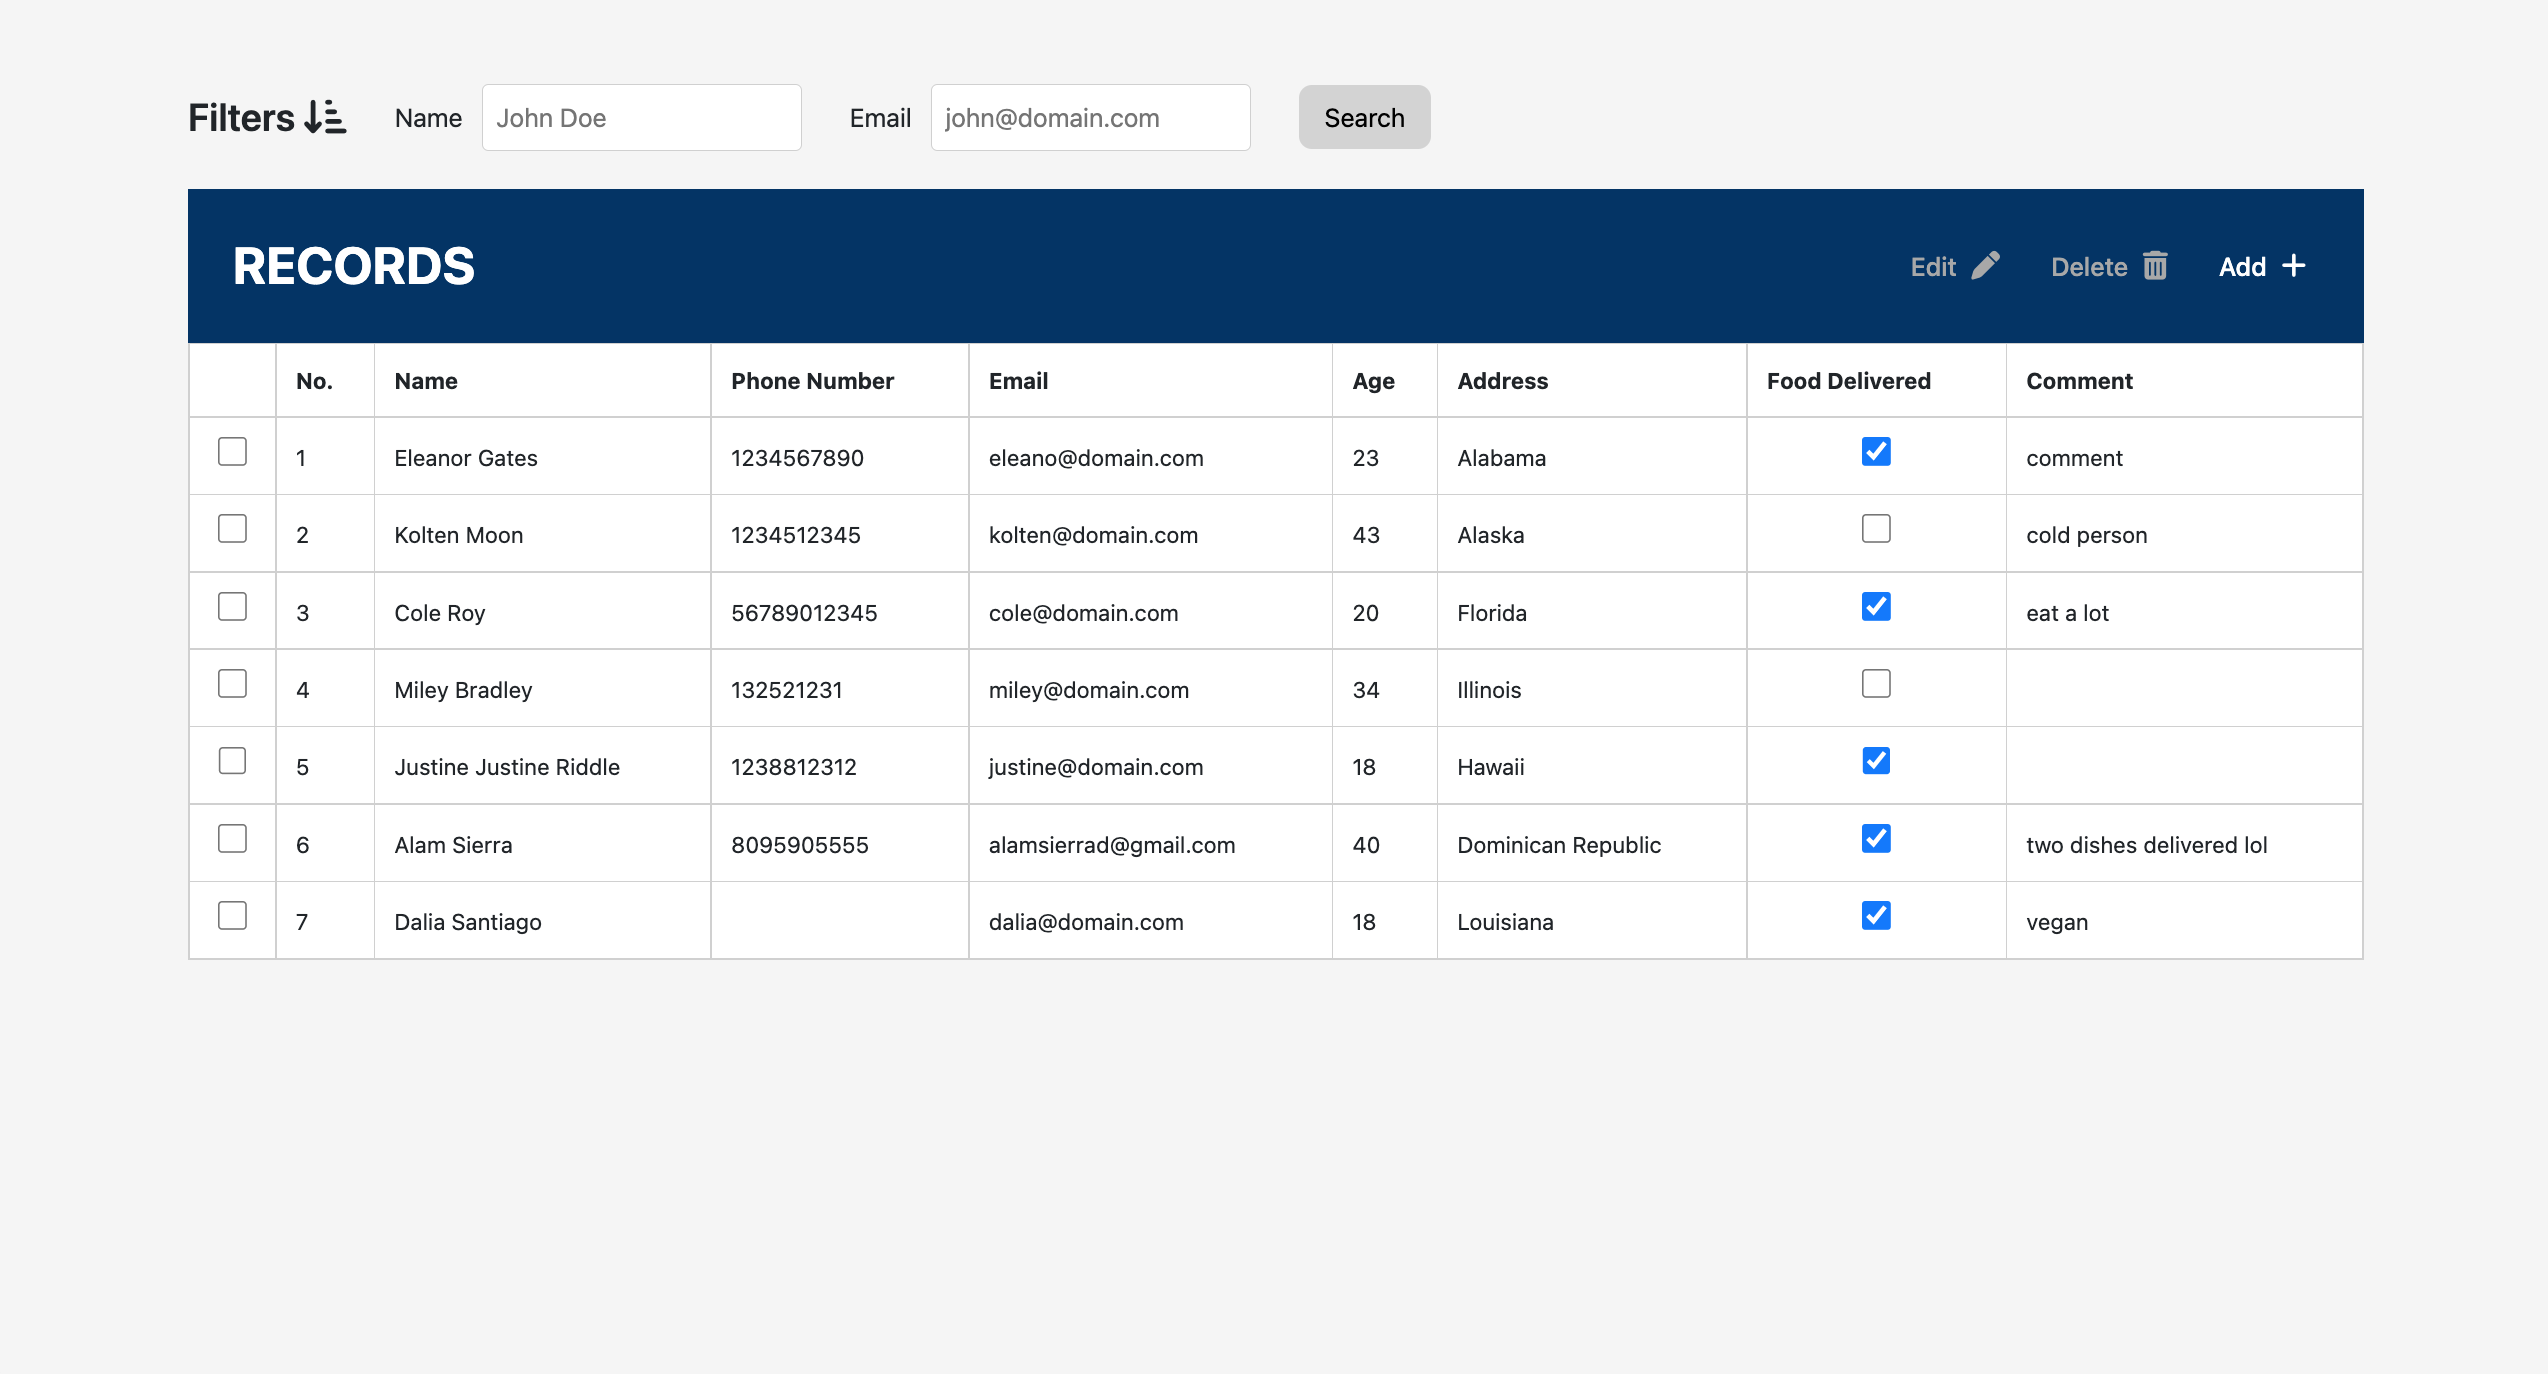 Filters Name John Doe Email john@domain.com Search
RECORDS Edit Delete Add
No. Name Phone Number Email Age Address Food Delivered Comment
1 Eleanor Gates 1234567890 eleano@domain.com 23 Alabama comment
2 Kolten Moon 1234512345 kolten@domain.com 43 Alaska cold person
3 Cole Roy 56789012345 cole@domain.com 20 Florida eat a lot
4 Miley Bradley 132521231 miley@domain.com 34 Illinois
5 Justine Justine Riddle 1238812312 justine@domain.com 18 Hawaii
6 Alam Sierra 8095905555 alamsierrad@gmail.com 40 Dominican Republic two dishes delivered lol
7 Dalia Santiago dalia@domain.com 18 Louisiana vegan